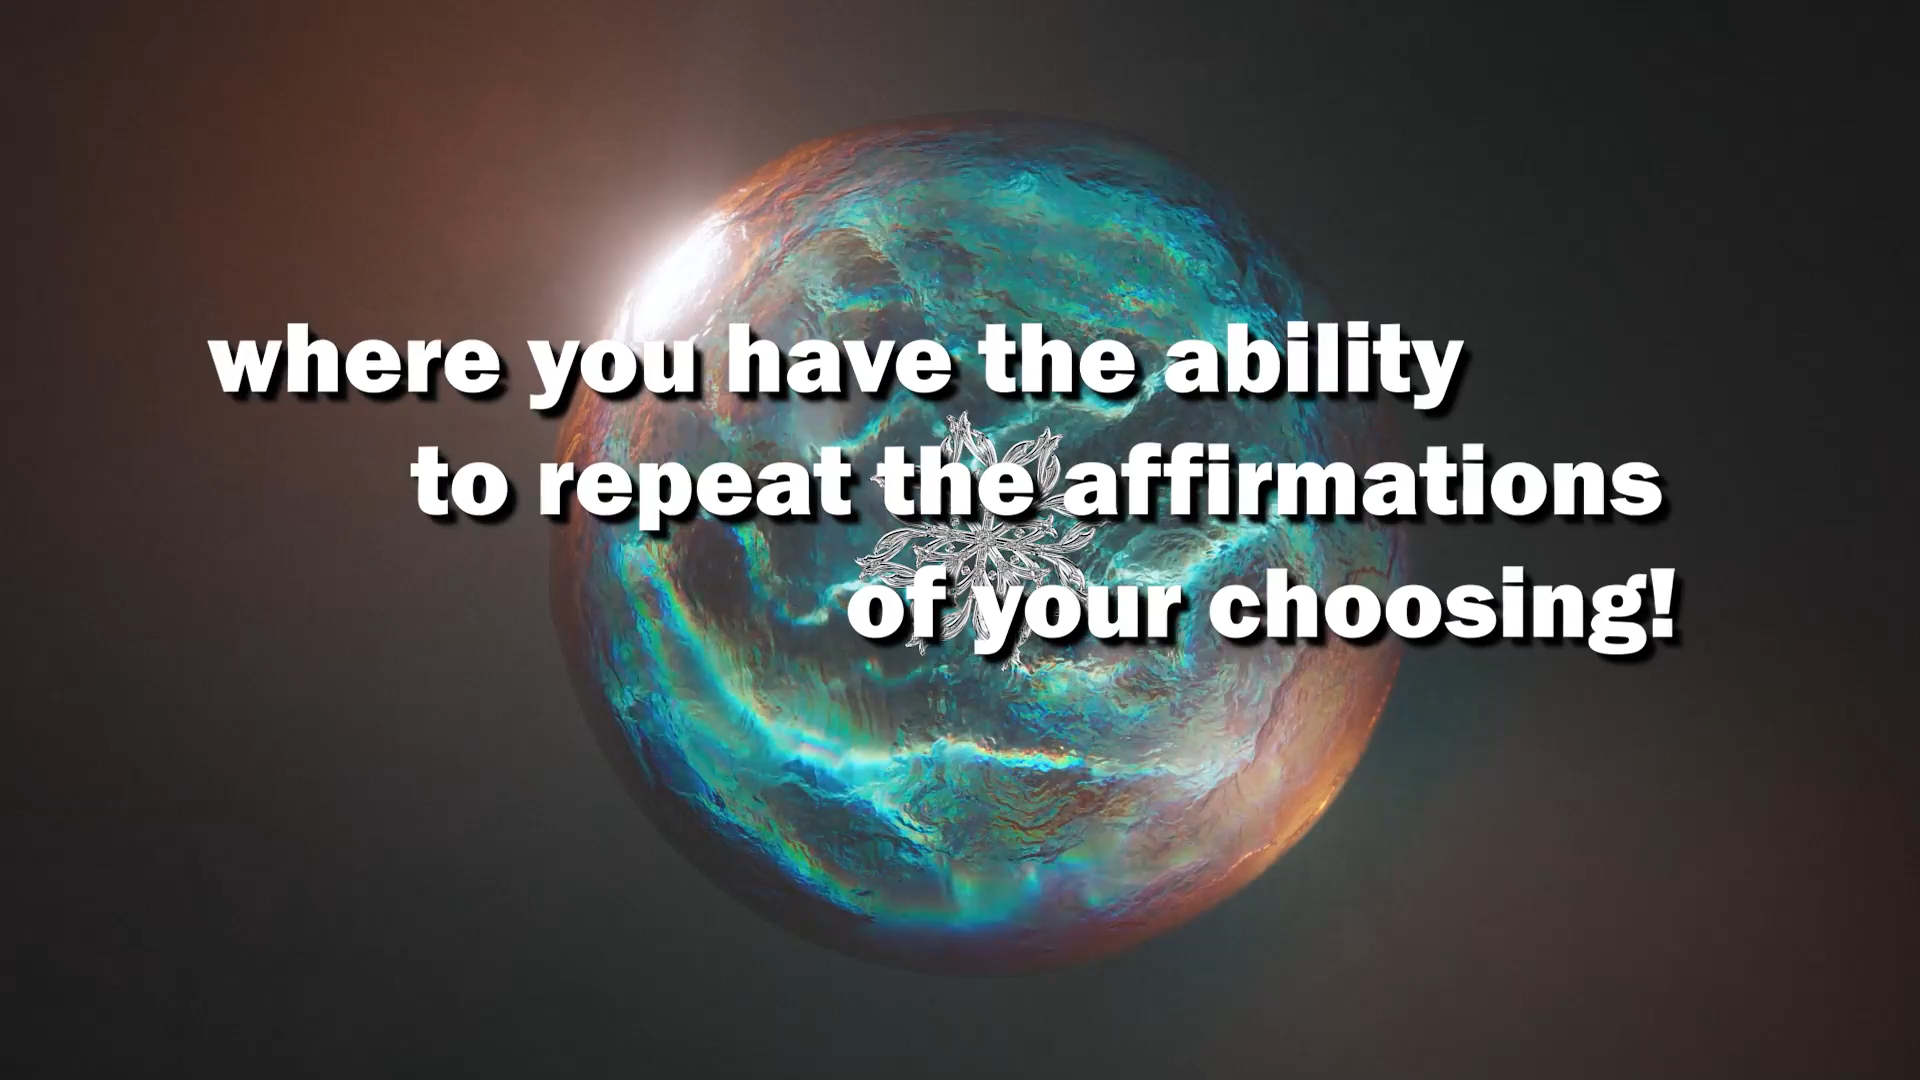 where you have the ability
to repeat the affirmations
of your choosing!